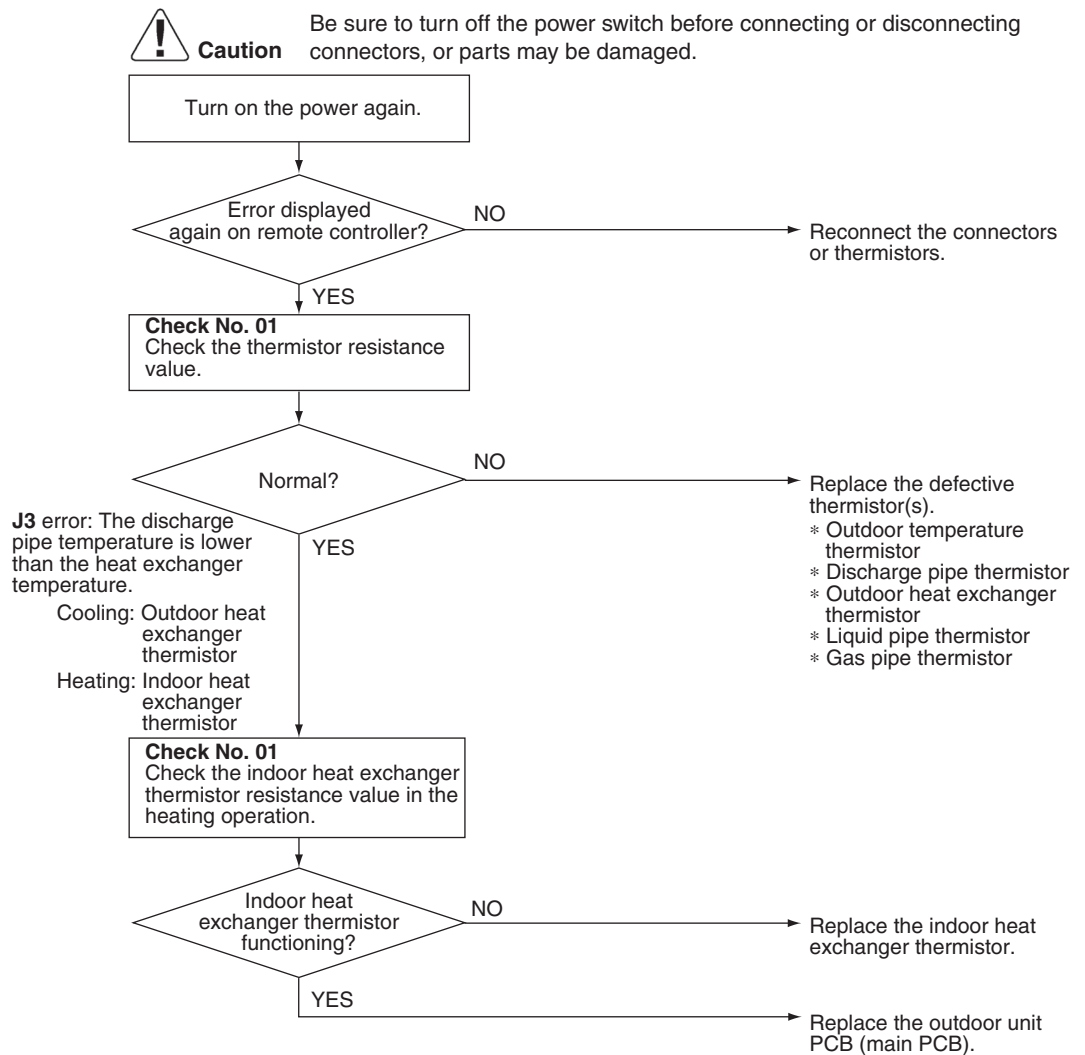 Be sure to turn off the power switch before connecting or disconnecting
Caution connectors, or parts may be damaged.
Turn on the power again.
Error displayed
again on remote controller?
NO
Reconnect the connectors
or thermistors.
YES
Check No. 01
Check the thermistor resistance
value.
Normal?
NO
Replace the defective
thermistor(s).
∗ Outdoor temperature
thermistor
∗ Discharge pipe thermistor
∗ Outdoor heat exchanger
thermistor
∗ Liquid pipe thermistor
∗ Gas pipe thermistor
YES
J3 error: The discharge
pipe temperature is lower
than the heat exchanger
temperature.
Cooling: Outdoor heat
exchanger
thermistor
Heating: Indoor heat
exchanger
thermistor
Check No. 01
Check the indoor heat exchanger
thermistor resistance value in the
heating operation.
Indoor heat
exchanger thermistor
functioning?
NO
Replace the indoor heat
exchanger thermistor.
YES
Replace the outdoor unit
PCB (main PCB).